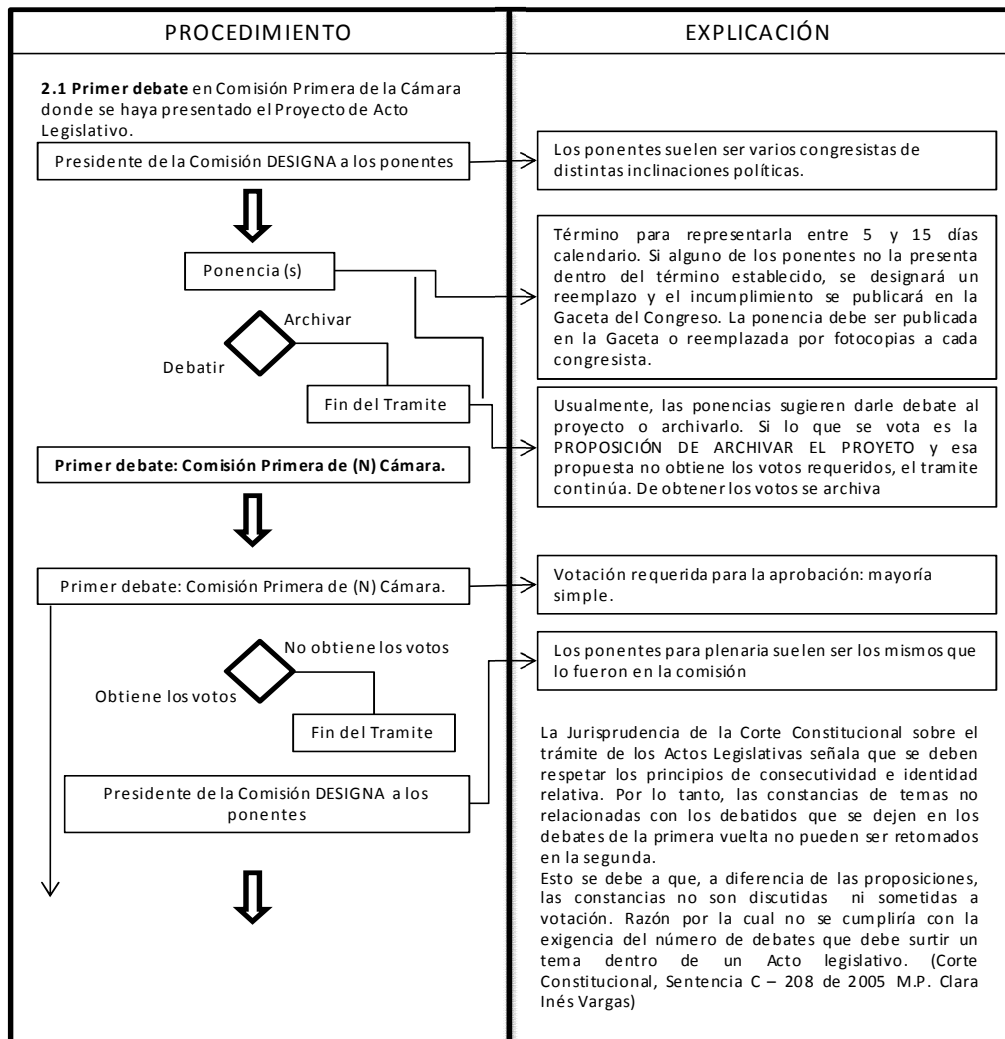 PROCEDIMIENTO
EXPLICACIÓN
2.1 Primer debate en Comisión Primera de la Cámara
donde se haya presentado el Proyecto de Acto
Legislativo.
Presidente de la Comisión DESIGNA a los ponentes
Los ponentes suelen ser varios congresistas de
distintas inclinaciones políticas.
Ponencia (s)
Término para representarla entre 5 y 15 días
calendario. Si alguno de los ponentes no la presenta
dentro del término establecido, se designará un
reemplazo y el incumplimiento se publicará en la
Gaceta del Congreso. La ponencia debe ser publicada
en la Gaceta o reemplazada por fotocopias a cada
congresista.
Archivar
Debatir
Fin del Tramite
Usualmente, las ponencias sugieren darle debate al
proyecto o archivarlo. Si lo que se vota es la
PROPOSICIÓN DE ARCHIVAR EL PROYETO y esa
propuesta no obtiene los votos requeridos, el tramite
continúa. De obtener los votos se archiva
Primer debate: Comisión Primera de (N) Cámara.
Primer debate: Comisión Primera de (N) Cámara.
Votación requerida para la aprobación: mayoría
simple.
No obtiene los votos
Obtiene los votos
Fin del Tramite
Los ponentes para plenaria suelen ser los mismos que
lo fueron en la comisión
Presidente de la Comisión DESIGNA a los
ponentes
La Jurisprudencia de la Corte Constitucional sobre el
trámite de los Actos Legislativas señala que se deben
respetar los principios de consecutividad e identidad
relativa. Por lo tanto, las constancias de temas no
relacionadas con los debatidos que se dejen en los
debates de la primera vuelta no pueden ser retomados
en la segunda.
Esto se debe a que, a diferencia de las proposiciones,
las constancias no son discutidas ni sometidas a
votación. Razón por la cual no se cumpliría con la
exigencia del número de debates que debe surtir un
tema dentro de un Acto legislativo. (Corte
Constitucional, Sentencia C – 208 de 2005 M.P. Clara
Inés Vargas)